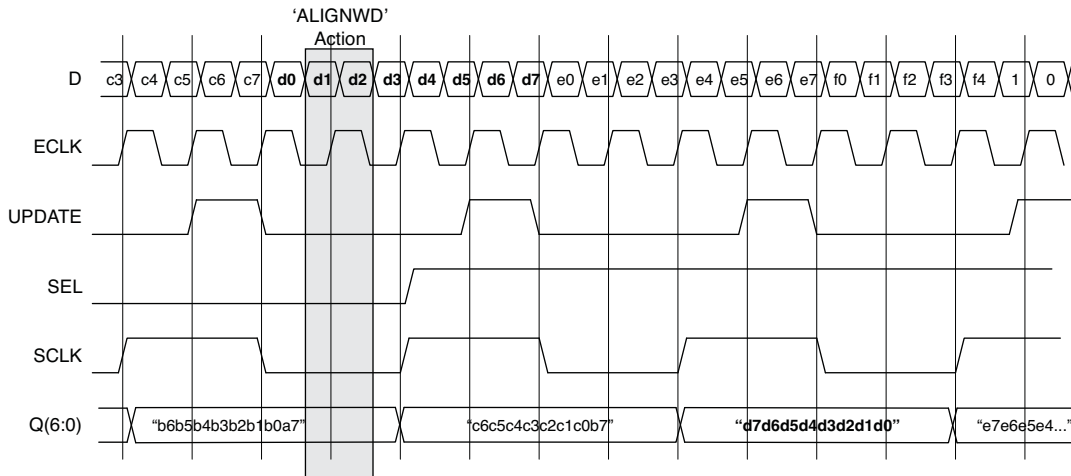 'ALIGNWD'
Action
D c3 c4 c5 c6 c7 d0 d1 d2 d3 d4 d5 d6 d7 e0 e1 e2 e3 e4 e5 e6 e7 f0 f1 f2 f3 f4 1 0
ECLK
UPDATE
SEL
SCLK
Q(6:0) “b6b5b4b3b2b1b0a7” “c6c5c4c3c2c1c0b7” “d7d6d5d4d3d2d1d0” “e7e6e5e4...”